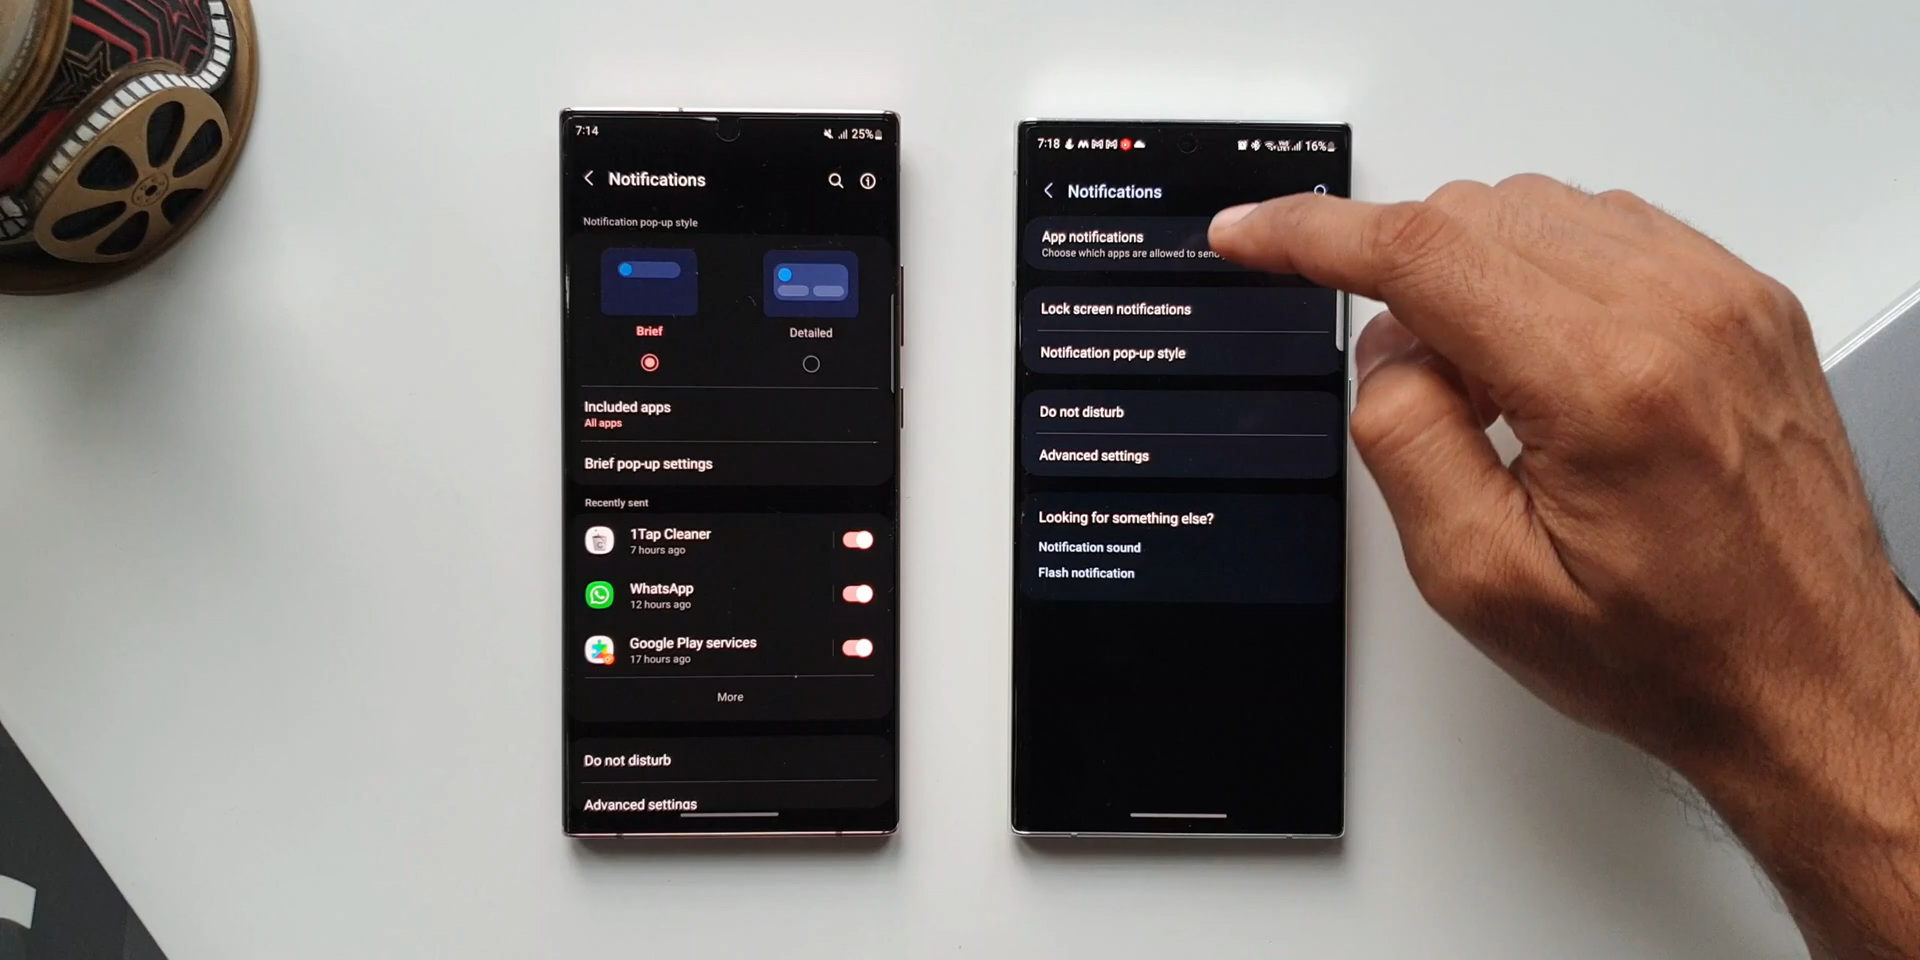 7:14
25%
Notifications
Notification pop-up style
Brief
Detailed
Included apps
All apps
Brief pop-up settings
Recently sent
1Tap Cleaner
7 hours ago
WhatsApp
12 hours ago
Google Play services
17 hours ago
More
Do not disturb
Advanced settings
7:18
16%
Notifications
App notifications
Choose which apps are allowed to send
Lock screen notifications
Notification pop-up style
Do not disturb
Advanced settings
Looking for something else?
Notification sound
Flash notification